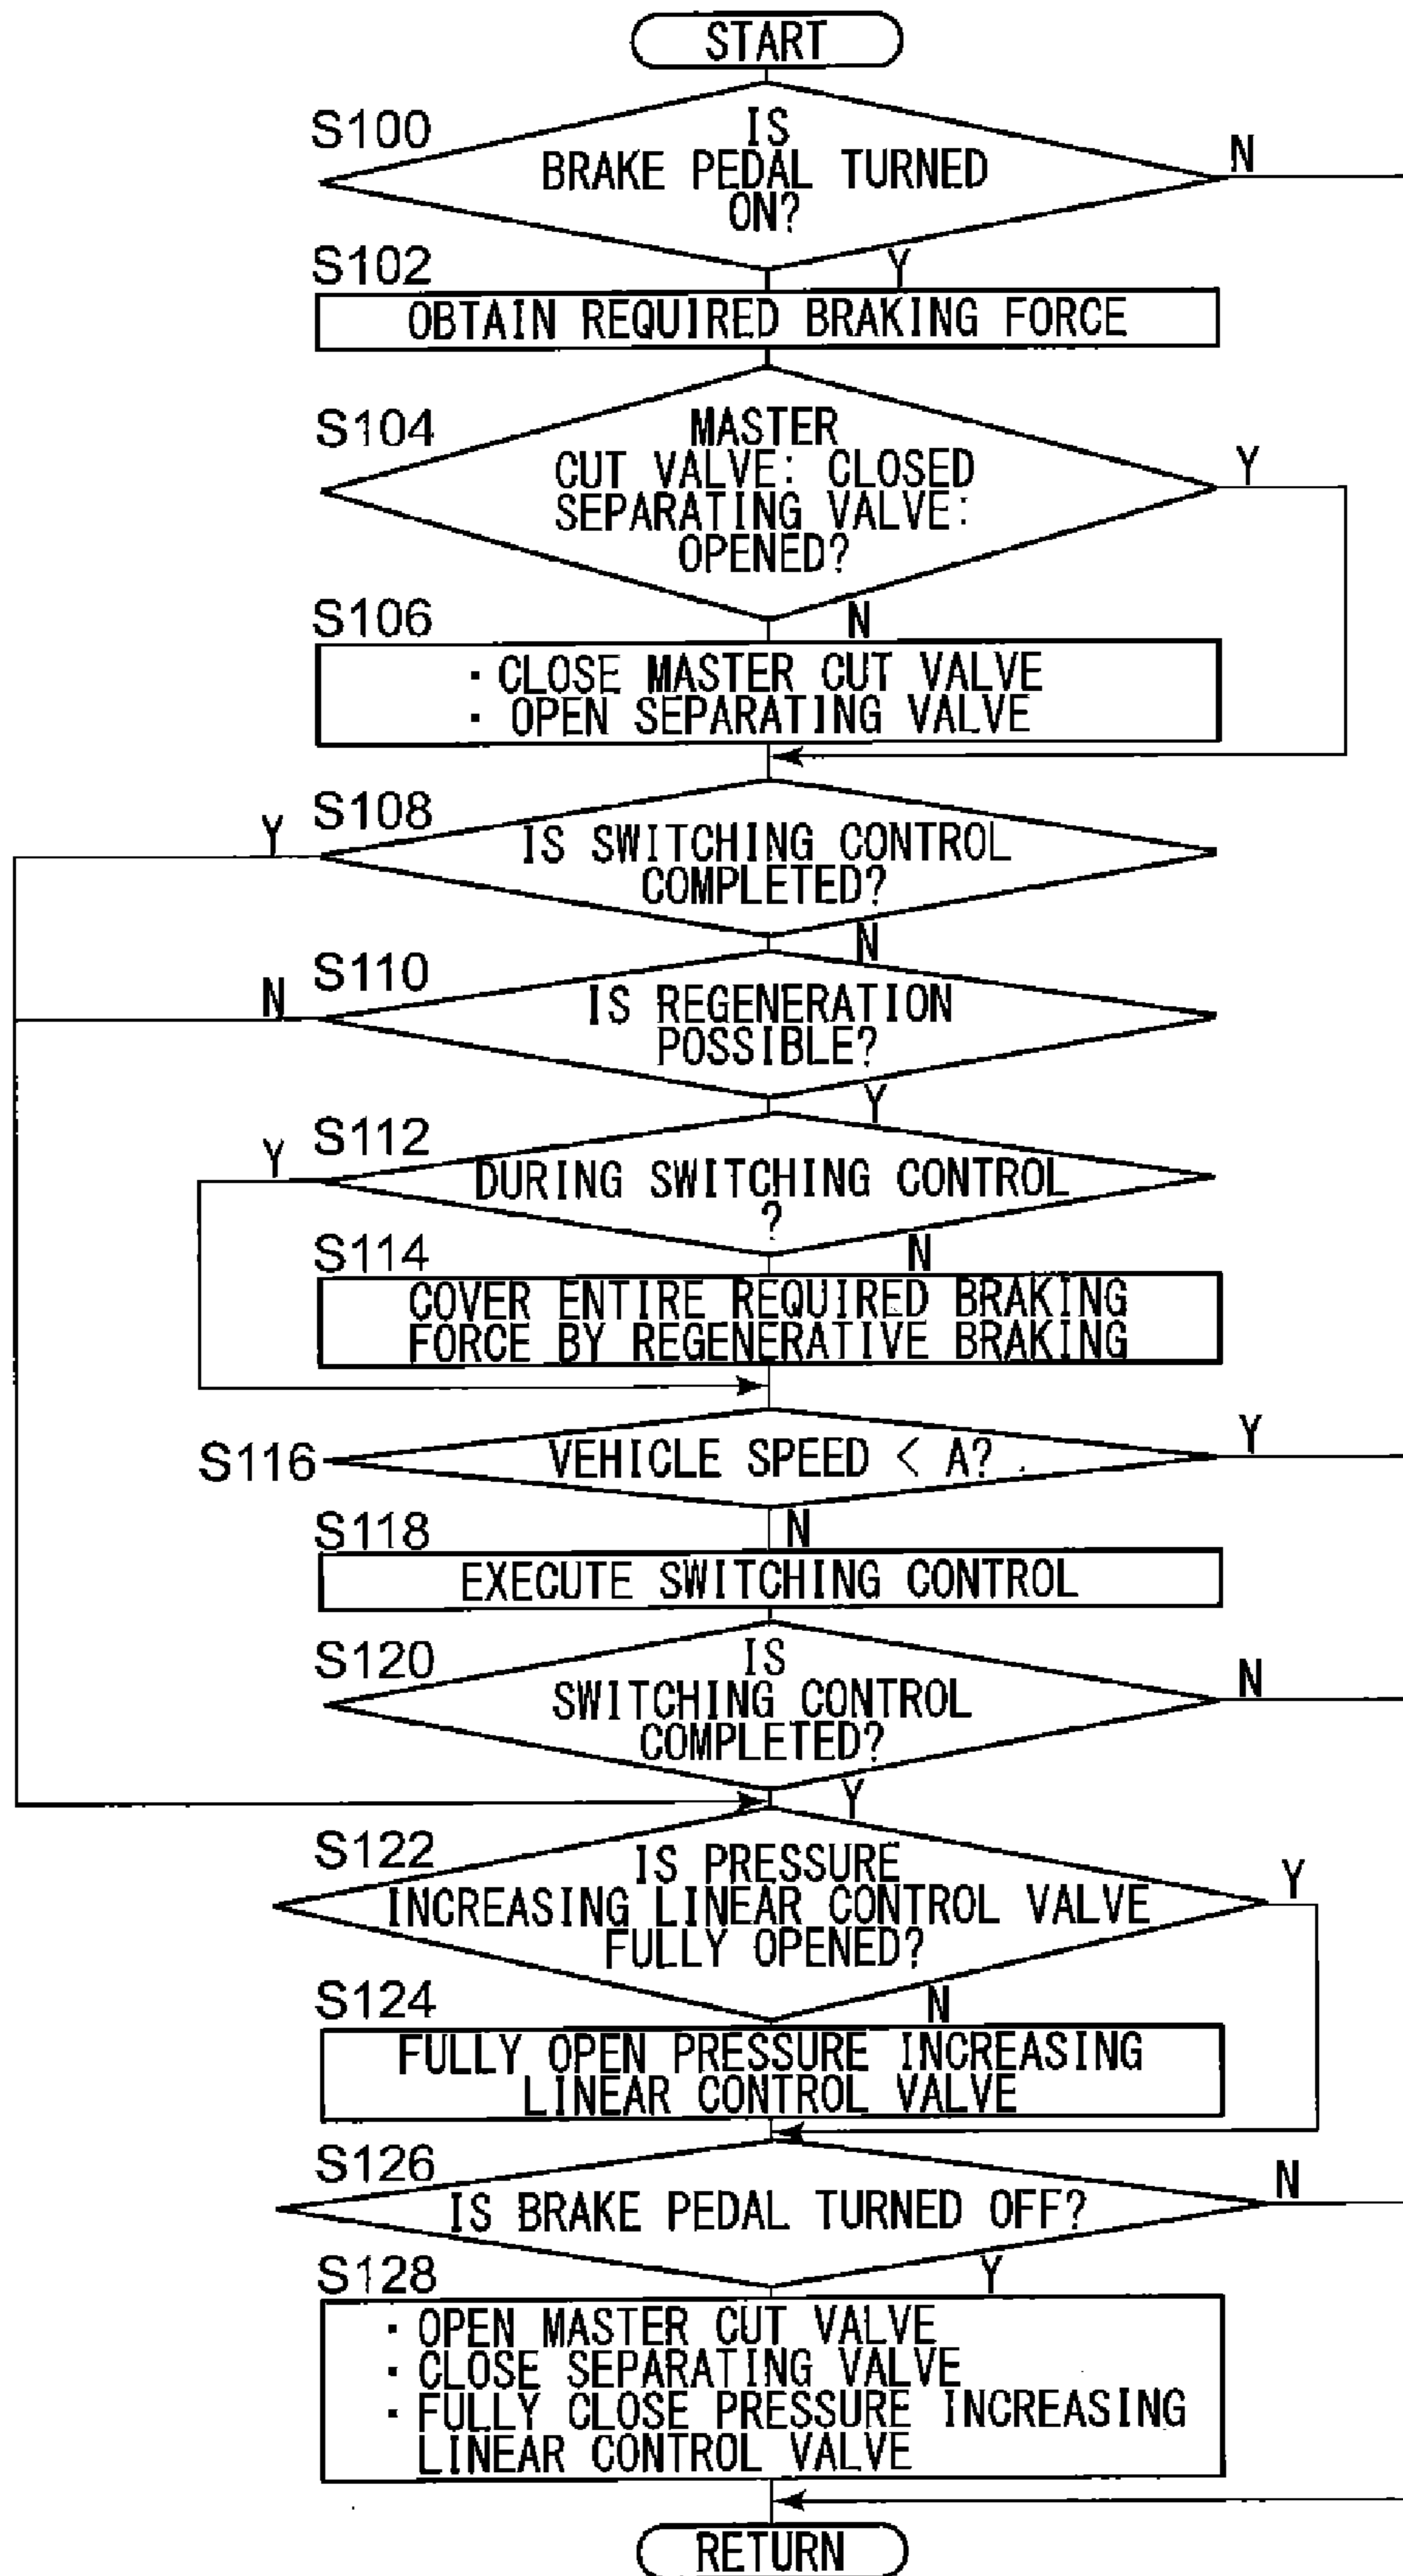 START
S100
IS
BRAKE PEDAL TURNED
ON?
N
S102
Y
OBTAIN REQUIRED BRAKING FORCE
S104
MASTER
CUT VALVE: CLOSED
SEPARATING VALVE:
OPENED?
Y
S106
N
· CLOSE MASTER CUT VALVE
· OPEN SEPARATING VALVE
S108
Y
IS SWITCHING CONTROL
COMPLETED?
N
S110
N
IS REGENERATION
POSSIBLE?
Y
S112
Y
DURING SWITCHING CONTROL
?
S114
N
COVER ENTIRE REQUIRED BRAKING
FORCE BY REGENERATIVE BRAKING
S116
VEHICLE SPEED < A?
Y
S118
N
EXECUTE SWITCHING CONTROL
S120
IS
SWITCHING CONTROL
COMPLETED?
N
Y
S122
IS PRESSURE
INCREASING LINEAR CONTROL VALVE
FULLY OPENED?
Y
S124
N
FULLY OPEN PRESSURE INCREASING
LINEAR CONTROL VALVE
S126
IS BRAKE PEDAL TURNED OFF?
N
S128
Y
· OPEN MASTER CUT VALVE
· CLOSE SEPARATING VALVE
· FULLY CLOSE PRESSURE INCREASING
LINEAR CONTROL VALVE
RETURN